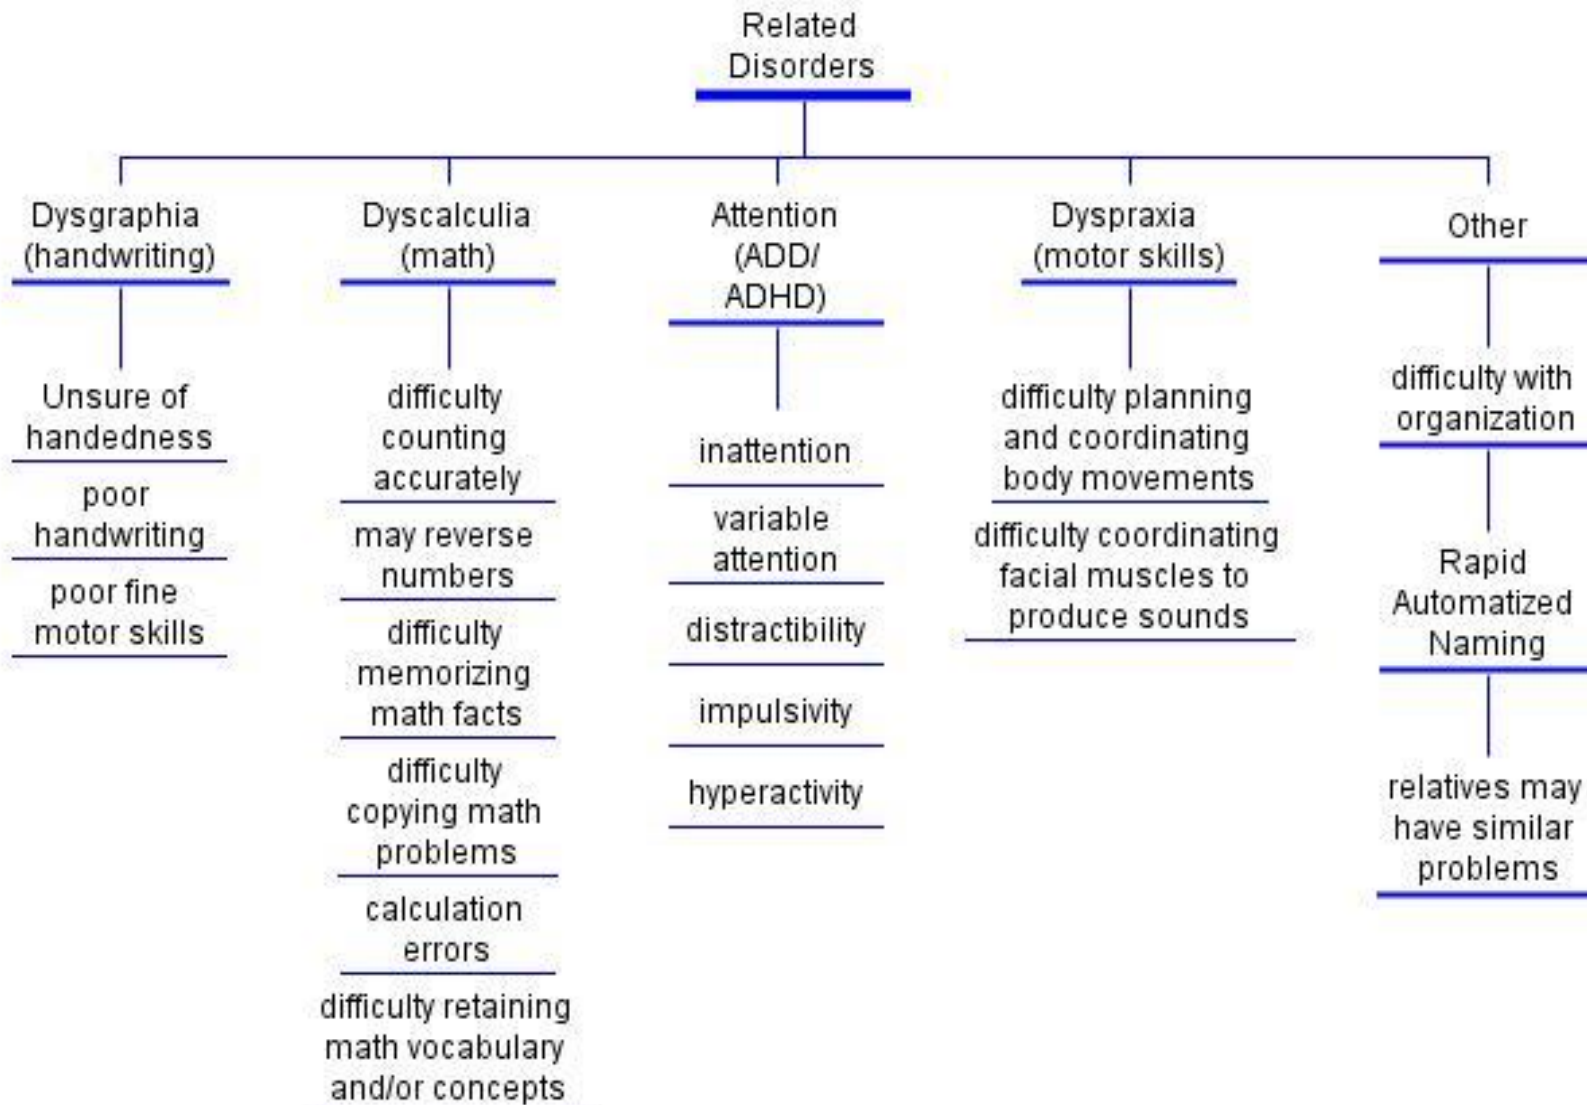 Related
Disorders
Dysgraphia
(handwriting)
Unsure of
handedness
poor
handwriting
poor fine
motor skills
Dyscalculia
(math)
difficulty
counting
accurately
may reverse
numbers
difficulty
memorizing
math facts
difficulty
copying math
problems
calculation
errors
difficulty retaining
math vocabulary
and/or concepts
Attention
(ADD/
ADHD)
inattention
variable
attention
distractibility
impulsivity
hyperactivity
Dyspraxia
(motor skills)
difficulty planning
and coordinating
body movements
difficulty coordinating
facial muscles to
produce sounds
Other
difficulty with
organization
Rapid
Automatized
Naming
relatives may
have similar
problems